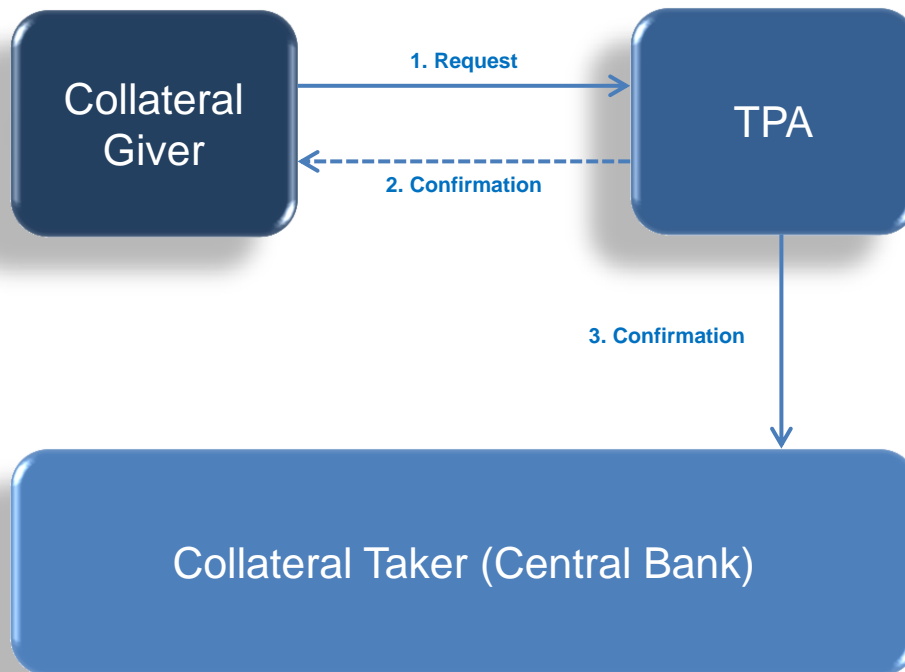 1. Request
Collateral
Giver
TPA
2. Confirmation
3. Confirmation
Collateral Taker (Central Bank)